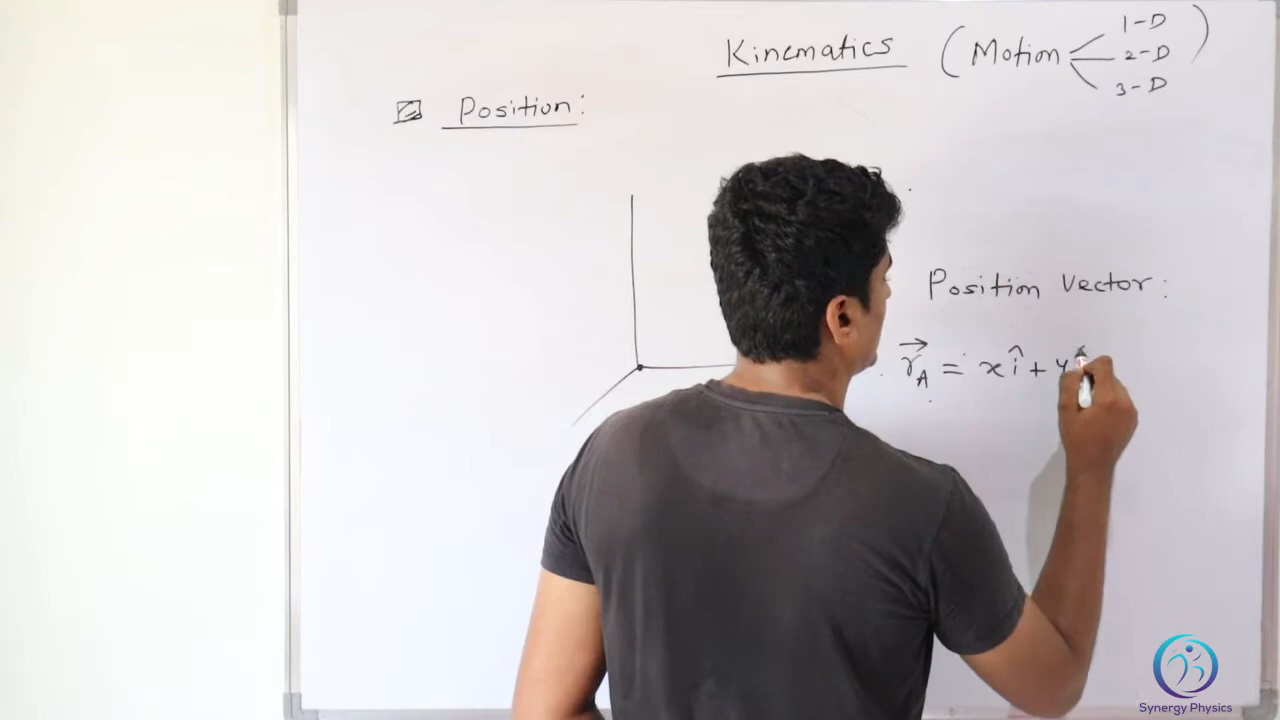 Kinematics (Motion 1-D
2-D
3-D)
Position:
Position vector:
r⃗_A = x î + y
Synergy Physics